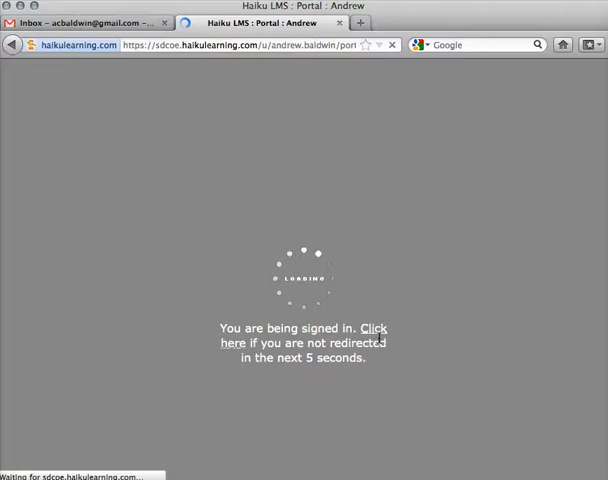 Haiku LMS : Portal : Andrew
Inbox – acbaldwin@gmail.com –...
Haiku LMS : Portal : Andrew
haikulearning.com
https://sdcoe.haikulearning.com/u/andrew.baldwin/port
Google
LOADING
You are being signed in. Click
here if you are not redirected
in the next 5 seconds.
Waiting for sdcoe.haikulearning.com...